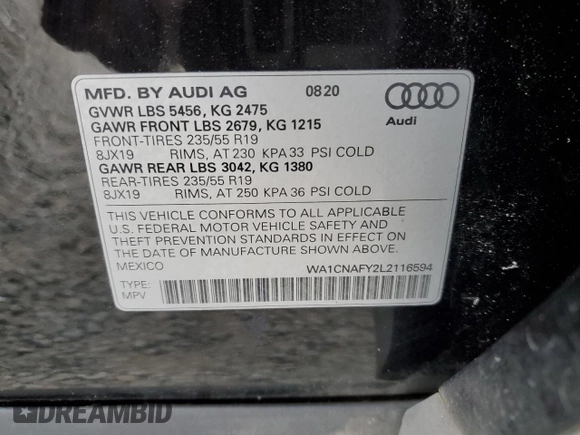 MFD. BY AUDI AG 0820
GVWR LBS 5456, KG 2475
GAWR FRONT LBS 2679, KG 1215
FRONT-TIRES 235/55 R19
8JX19 RIMS, AT 230 KPA 33 PSI COLD
GAWR REAR LBS 3042, KG 1380
REAR-TIRES 235/55 R19
8JX19 RIMS, AT 250 KPA 36 PSI COLD
Audi
THIS VEHICLE CONFORMS TO ALL APPLICABLE
U.S. FEDERAL MOTOR VEHICLE SAFETY AND
THEFT PREVENTION STANDARDS IN EFFECT ON
THE DATE OF MANUFACTURE SHOWN ABOVE.
MEXICO WA1CNAFY2L2116594
TYPE:
MPV
DREAMBID